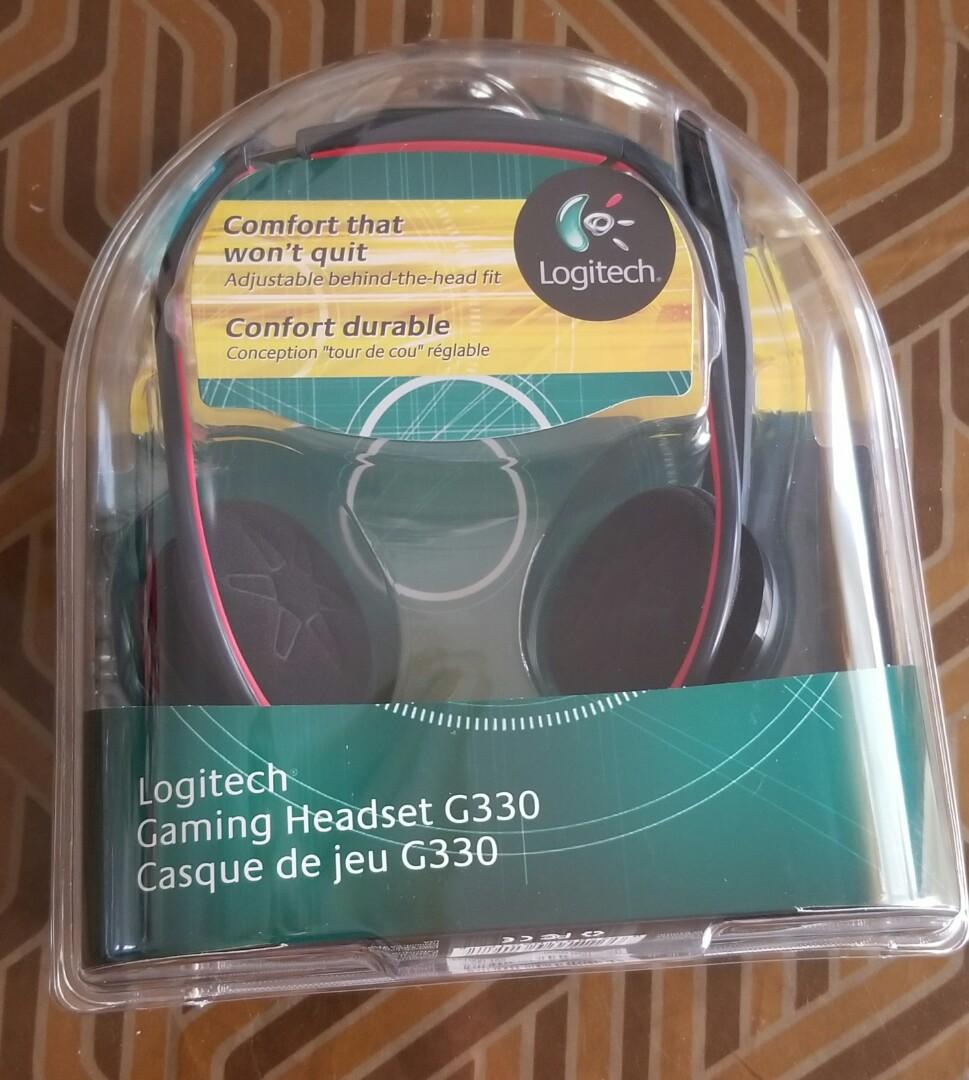 Comfort that
won't quit
Adjustable behind-the-head fit
Logitech®
Confort durable
Conception "tour de cou" réglable
Logitech®
Gaming Headset G330
Casque de jeu G330